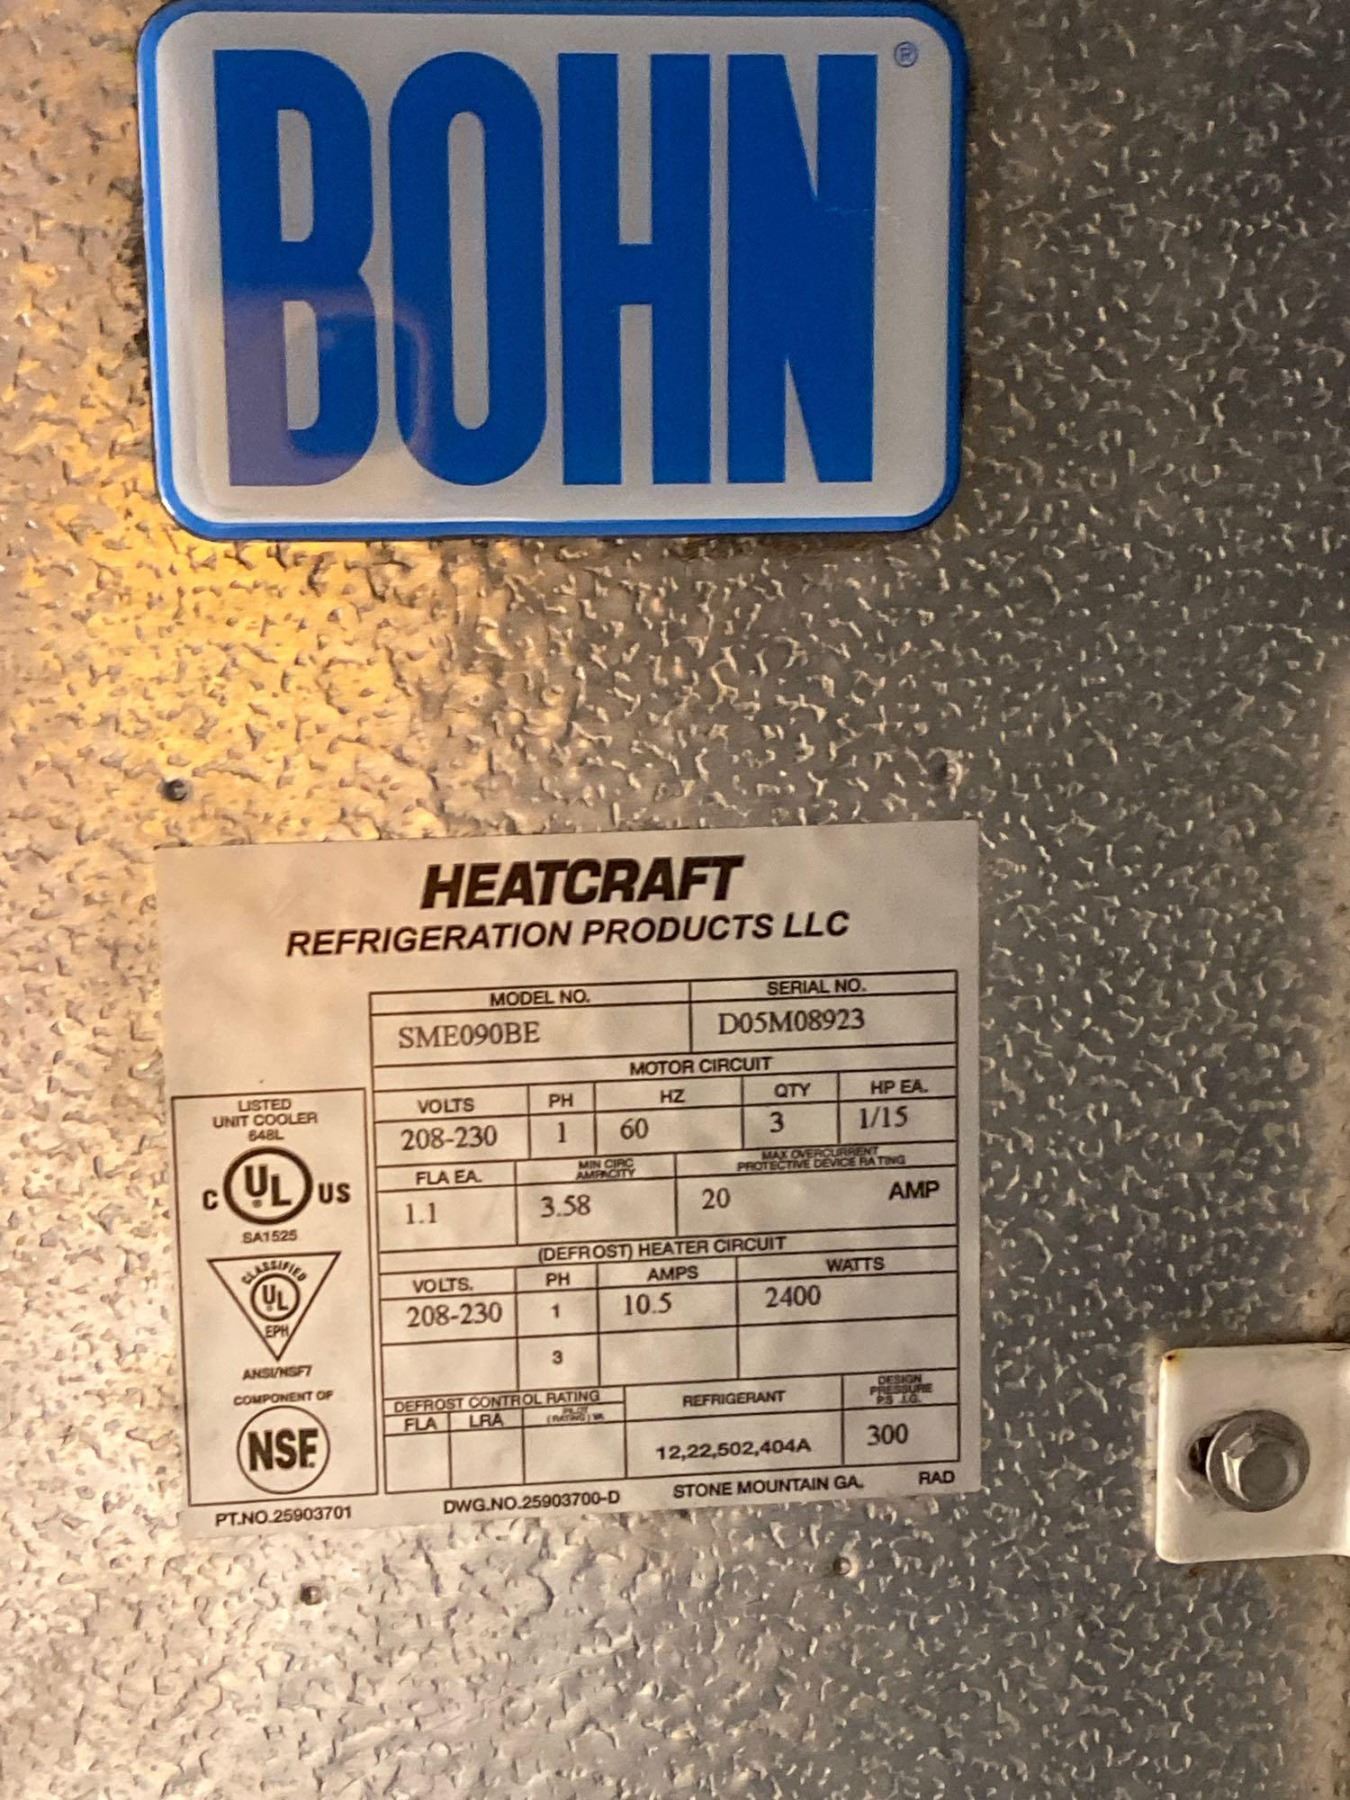 BOHN®
HEATCRAFT
REFRIGERATION PRODUCTS LLC
MODEL NO. SERIAL NO.
SME090BE D05M08923
MOTOR CIRCUIT
VOLTS PH HZ QTY HP EA.
208-230 1 60 3 1/15
FLA EA. MIN CIRC AMPACITY MAX OVERCURRENT PROTECTIVE DEVICE RATING
1.1 3.58 20 AMP
(DEFROST) HEATER CIRCUIT
VOLTS. PH AMPS WATTS
208-230 1 10.5 2400
3
DEFROST CONTROL RATING REFRIGERANT DESIGN PRESSURE P.S.I.G.
FLA LRA PILOT (RATING) VA
12,22,502,404A 300
LISTED
UNIT COOLER
648L
C UL US
SA1525
CLASSIFIED
UL
EPH
ANSI/NSF7
COMPONENT OF
NSF
PT.NO.25903701 DWG.NO.25903700-D STONE MOUNTAIN GA. RAD